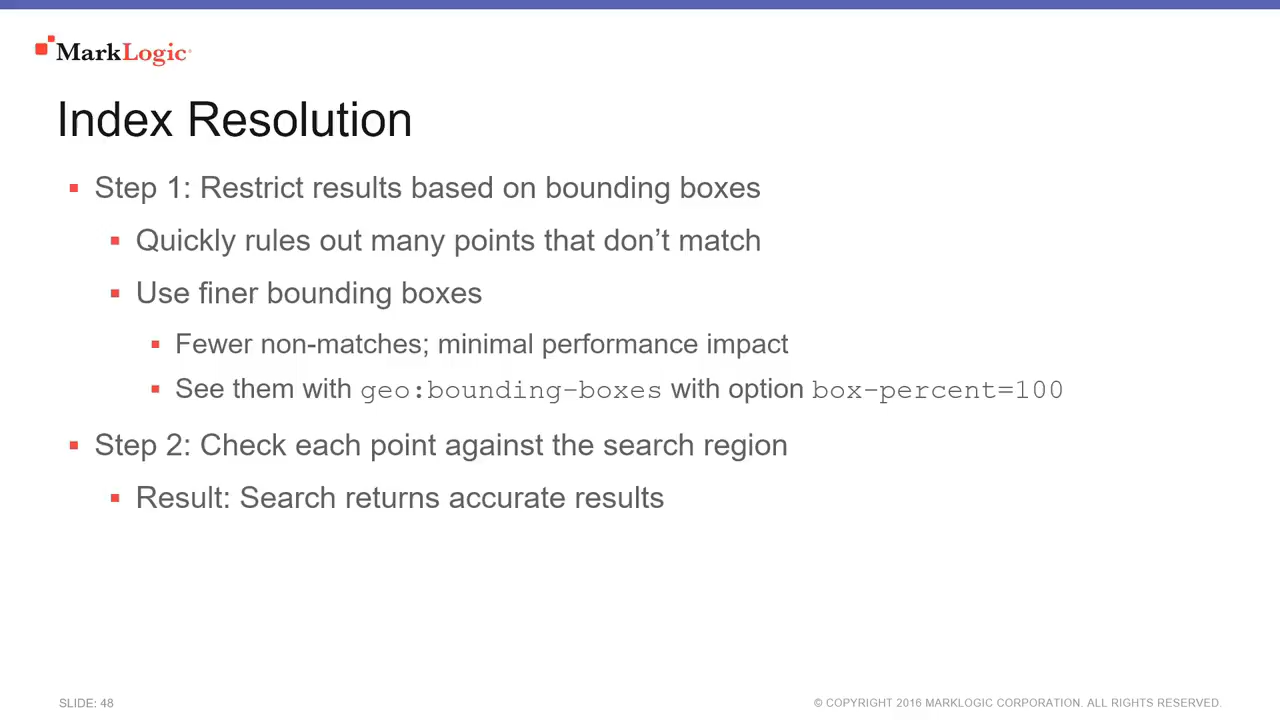 MarkLogic
Index Resolution
Step 1: Restrict results based on bounding boxes
Quickly rules out many points that don’t match
Use finer bounding boxes
Fewer non-matches; minimal performance impact
See them with geo:bounding-boxes with option box-percent=100
Step 2: Check each point against the search region
Result: Search returns accurate results
SLIDE: 48
© COPYRIGHT 2016 MARKLOGIC CORPORATION. ALL RIGHTS RESERVED.